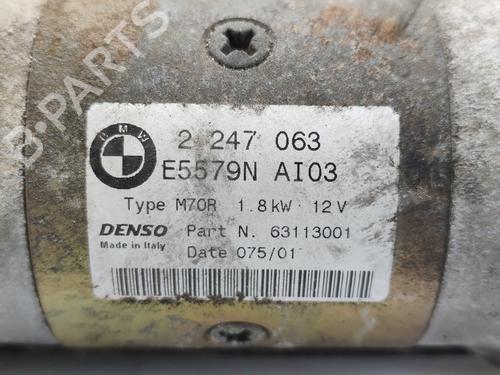 B-PARTS
BMW
2 247 063
E5579N AI03
Type M70R 1.8kW · 12V
DENSO Part N. 63113001
Made in Italy
Date 075/01